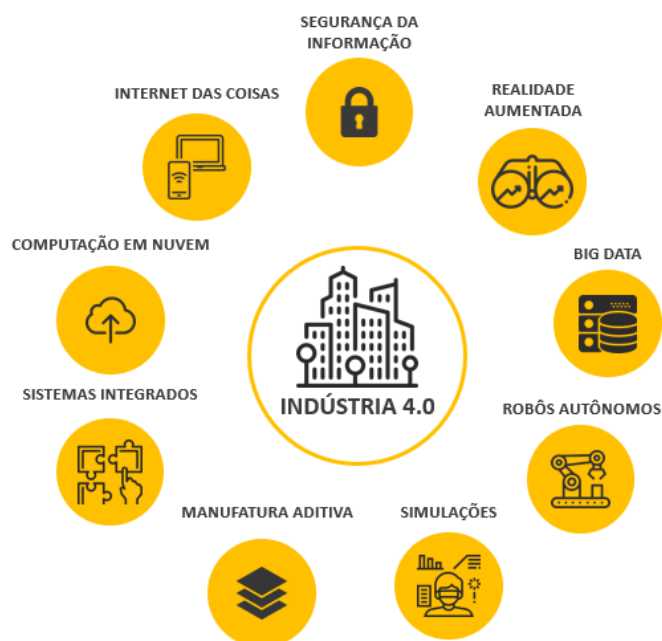 SEGURANÇA DA
INFORMAÇÃO
INTERNET DAS COISAS
REALIDADE
AUMENTADA
COMPUTAÇÃO EM NUVEM
BIG DATA
SISTEMAS INTEGRADOS
INDÚSTRIA 4.0
ROBÔS AUTÔNOMOS
MANUFATURA ADITIVA
SIMULAÇÕES